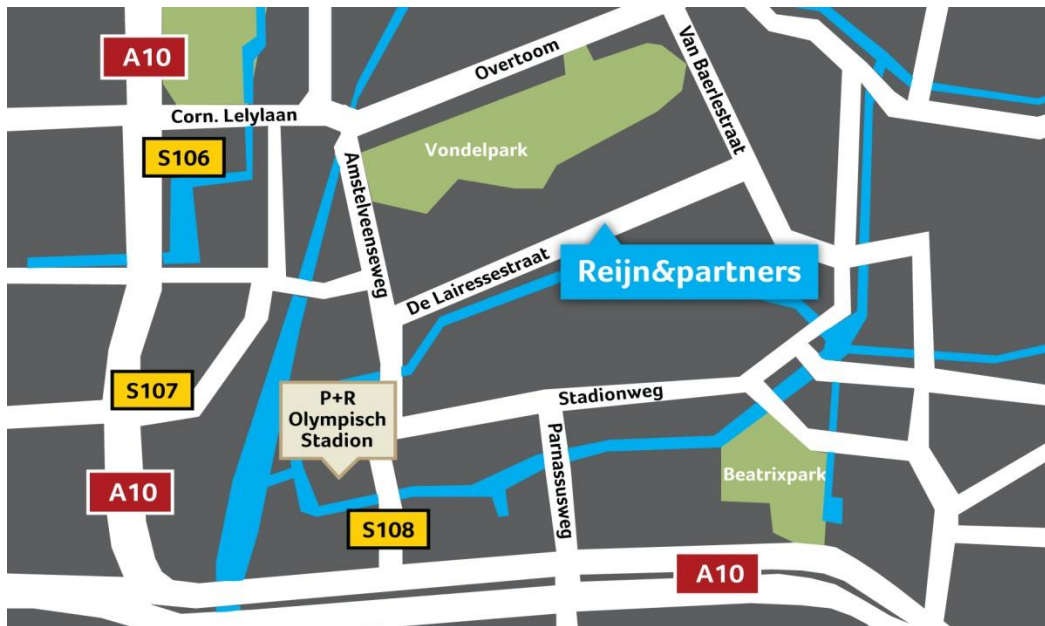 A10
Overtoom
Van Baerlestraat
Corn. Lelylaan
S106
Vondelpark
Amstelveenseweg
De Lairessestraat
Reijn&partners
S107
P+R
Olympisch
Stadion
Stadionweg
Parnassusweg
Beatrixpark
A10
S108
A10